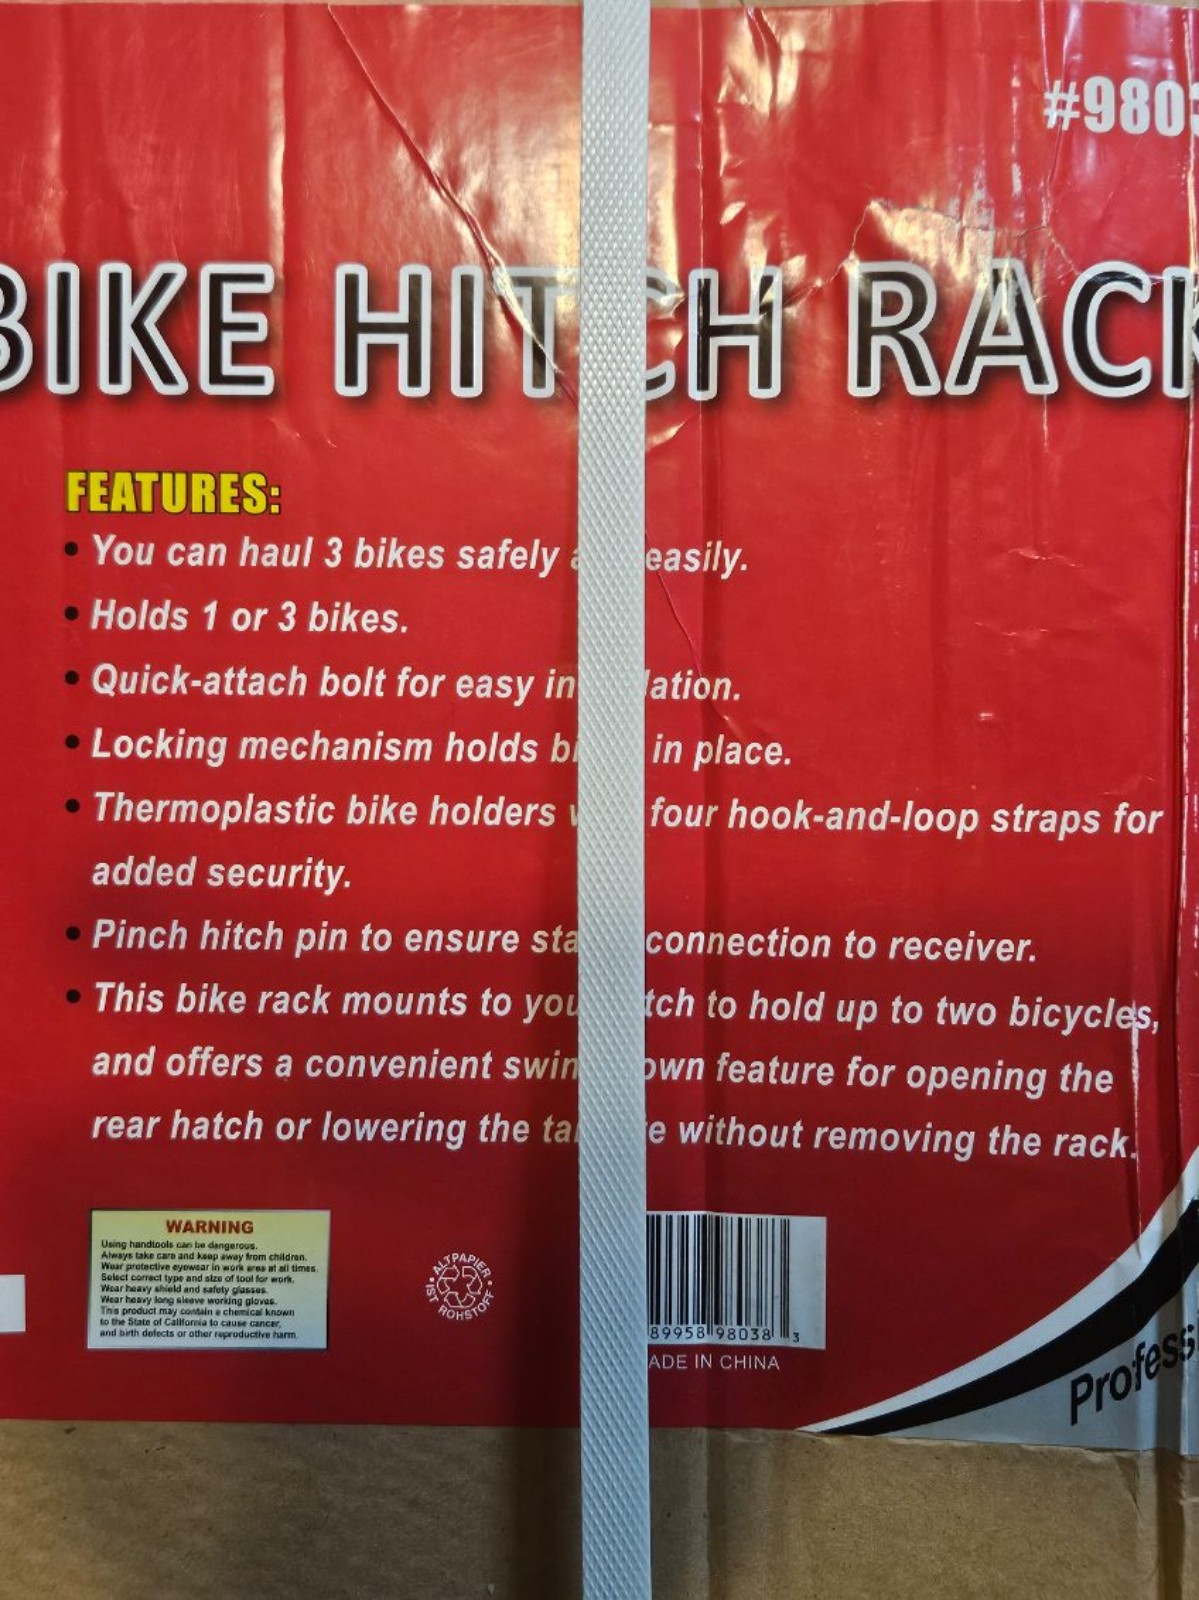 #980
BIKE HITCH RACK
FEATURES:
• You can haul 3 bikes safely easily.
• Holds 1 or 3 bikes.
• Quick-attach bolt for easy in lation.
• Locking mechanism holds bi in place.
• Thermoplastic bike holders four hook-and-loop straps for
added security.
• Pinch hitch pin to ensure sta connection to receiver.
• This bike rack mounts to you tch to hold up to two bicycles,
and offers a convenient swin own feature for opening the
rear hatch or lowering the tai e without removing the rack.
WARNING
Using handtools can be dangerous.
Always take care and keep away from children.
Wear protective eyewear in work area at all times.
Select correct type and size of tool for work.
Wear heavy shield and safety glasses.
Wear heavy long sleeve working gloves.
This product may contain a chemical known
to the State of California to cause cancer,
and birth defects or other reproductive harm.
ALTPAPIER
IST ROHSTOFF
89958 98038 3
ADE IN CHINA
Professi